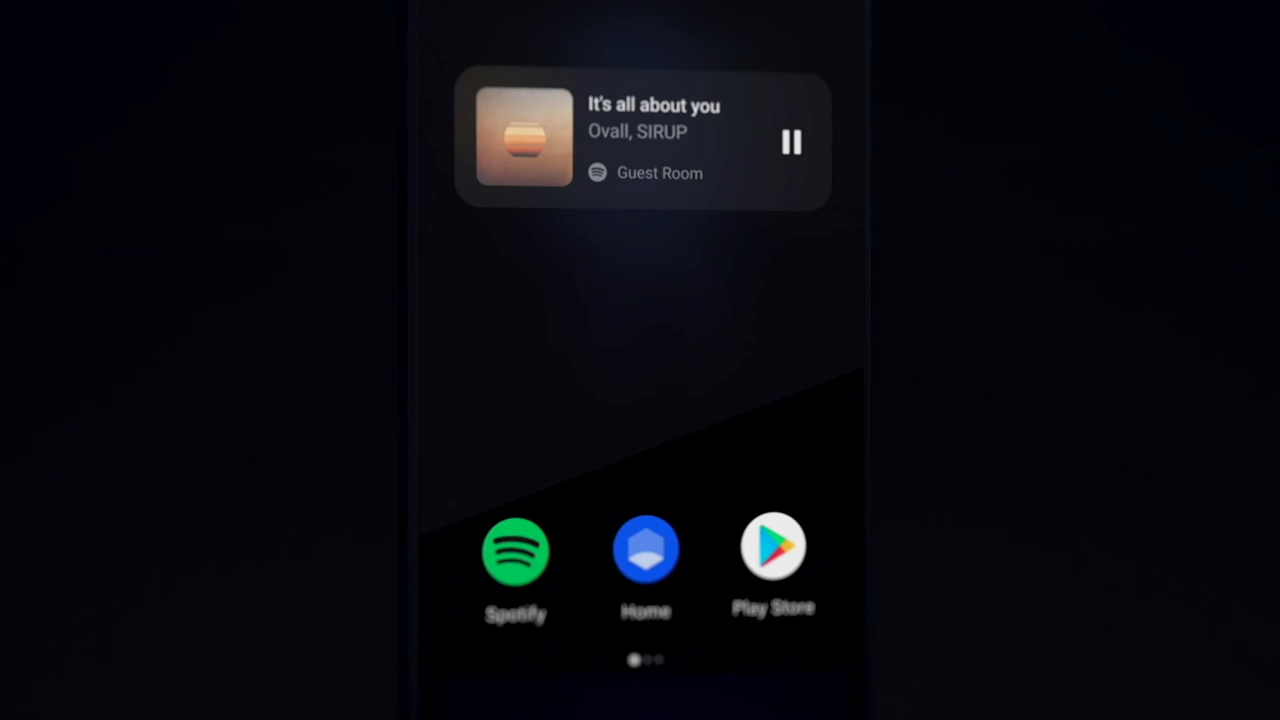 It's all about you
Ovall, SIRUP
Guest Room
Spotify
Home
Play Store